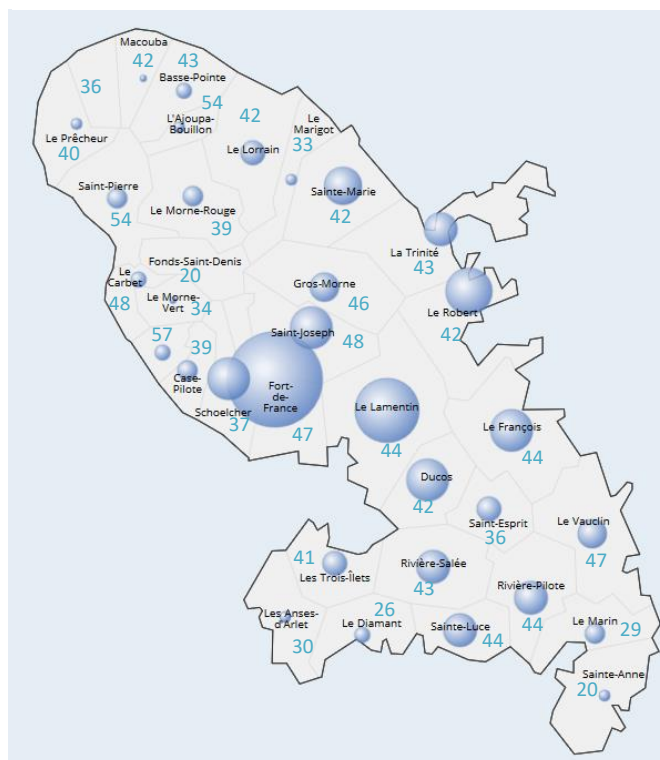 Macouba
42
43
Basse-Pointe
36
54
42
L'Ajoupa-
Bouillon
Le
Marigot
33
Le Prêcheur
40
Le Lorrain
Saint-Pierre
54
Le Morne-Rouge
39
Sainte-Marie
42
La Trinité
43
Fonds-Saint-Denis
20
Le
Carbet
48
Le Morne-
Vert
34
Gros-Morne
46
Le Robert
42
Saint-Joseph
48
57
39
Case-
Pilote
Schoelcher
37
Fort-
de-
France
47
Le Lamentin
44
Le François
44
Ducos
42
Saint-Esprit
36
Le Vauclin
47
41
Les Trois-Îlets
Rivière-Salée
43
Rivière-Pilote
44
Les Anses-
d'Arlet
30
26
Le Diamant
Sainte-Luce
44
Le Marin
29
Sainte-Anne
20